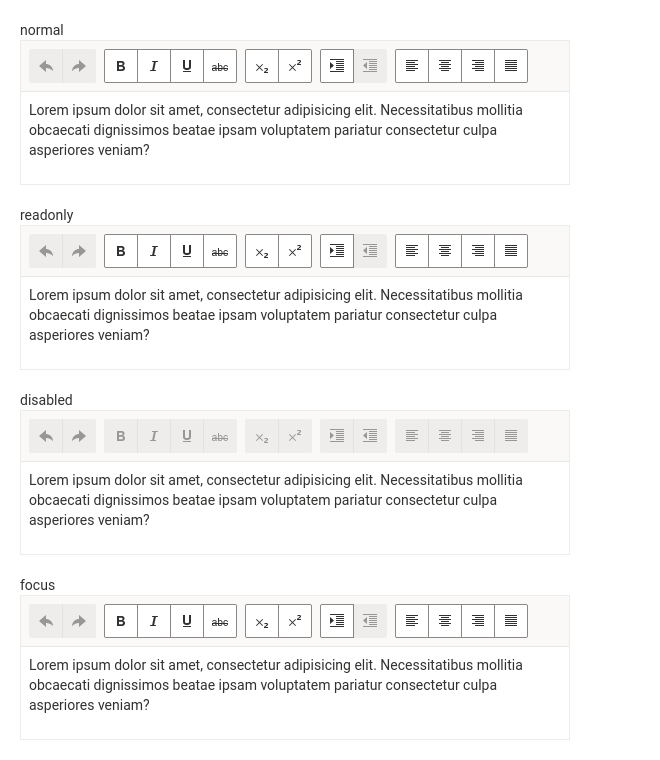 normal
B I U abc ×₂ ×²
Lorem ipsum dolor sit amet, consectetur adipisicing elit. Necessitatibus mollitia
obcaecati dignissimos beatae ipsam voluptatem pariatur consectetur culpa
asperiores veniam?
readonly
B I U abc ×₂ ×²
Lorem ipsum dolor sit amet, consectetur adipisicing elit. Necessitatibus mollitia
obcaecati dignissimos beatae ipsam voluptatem pariatur consectetur culpa
asperiores veniam?
disabled
B I U abc ×₂ ×²
Lorem ipsum dolor sit amet, consectetur adipisicing elit. Necessitatibus mollitia
obcaecati dignissimos beatae ipsam voluptatem pariatur consectetur culpa
asperiores veniam?
focus
B I U abc ×₂ ×²
Lorem ipsum dolor sit amet, consectetur adipisicing elit. Necessitatibus mollitia
obcaecati dignissimos beatae ipsam voluptatem pariatur consectetur culpa
asperiores veniam?